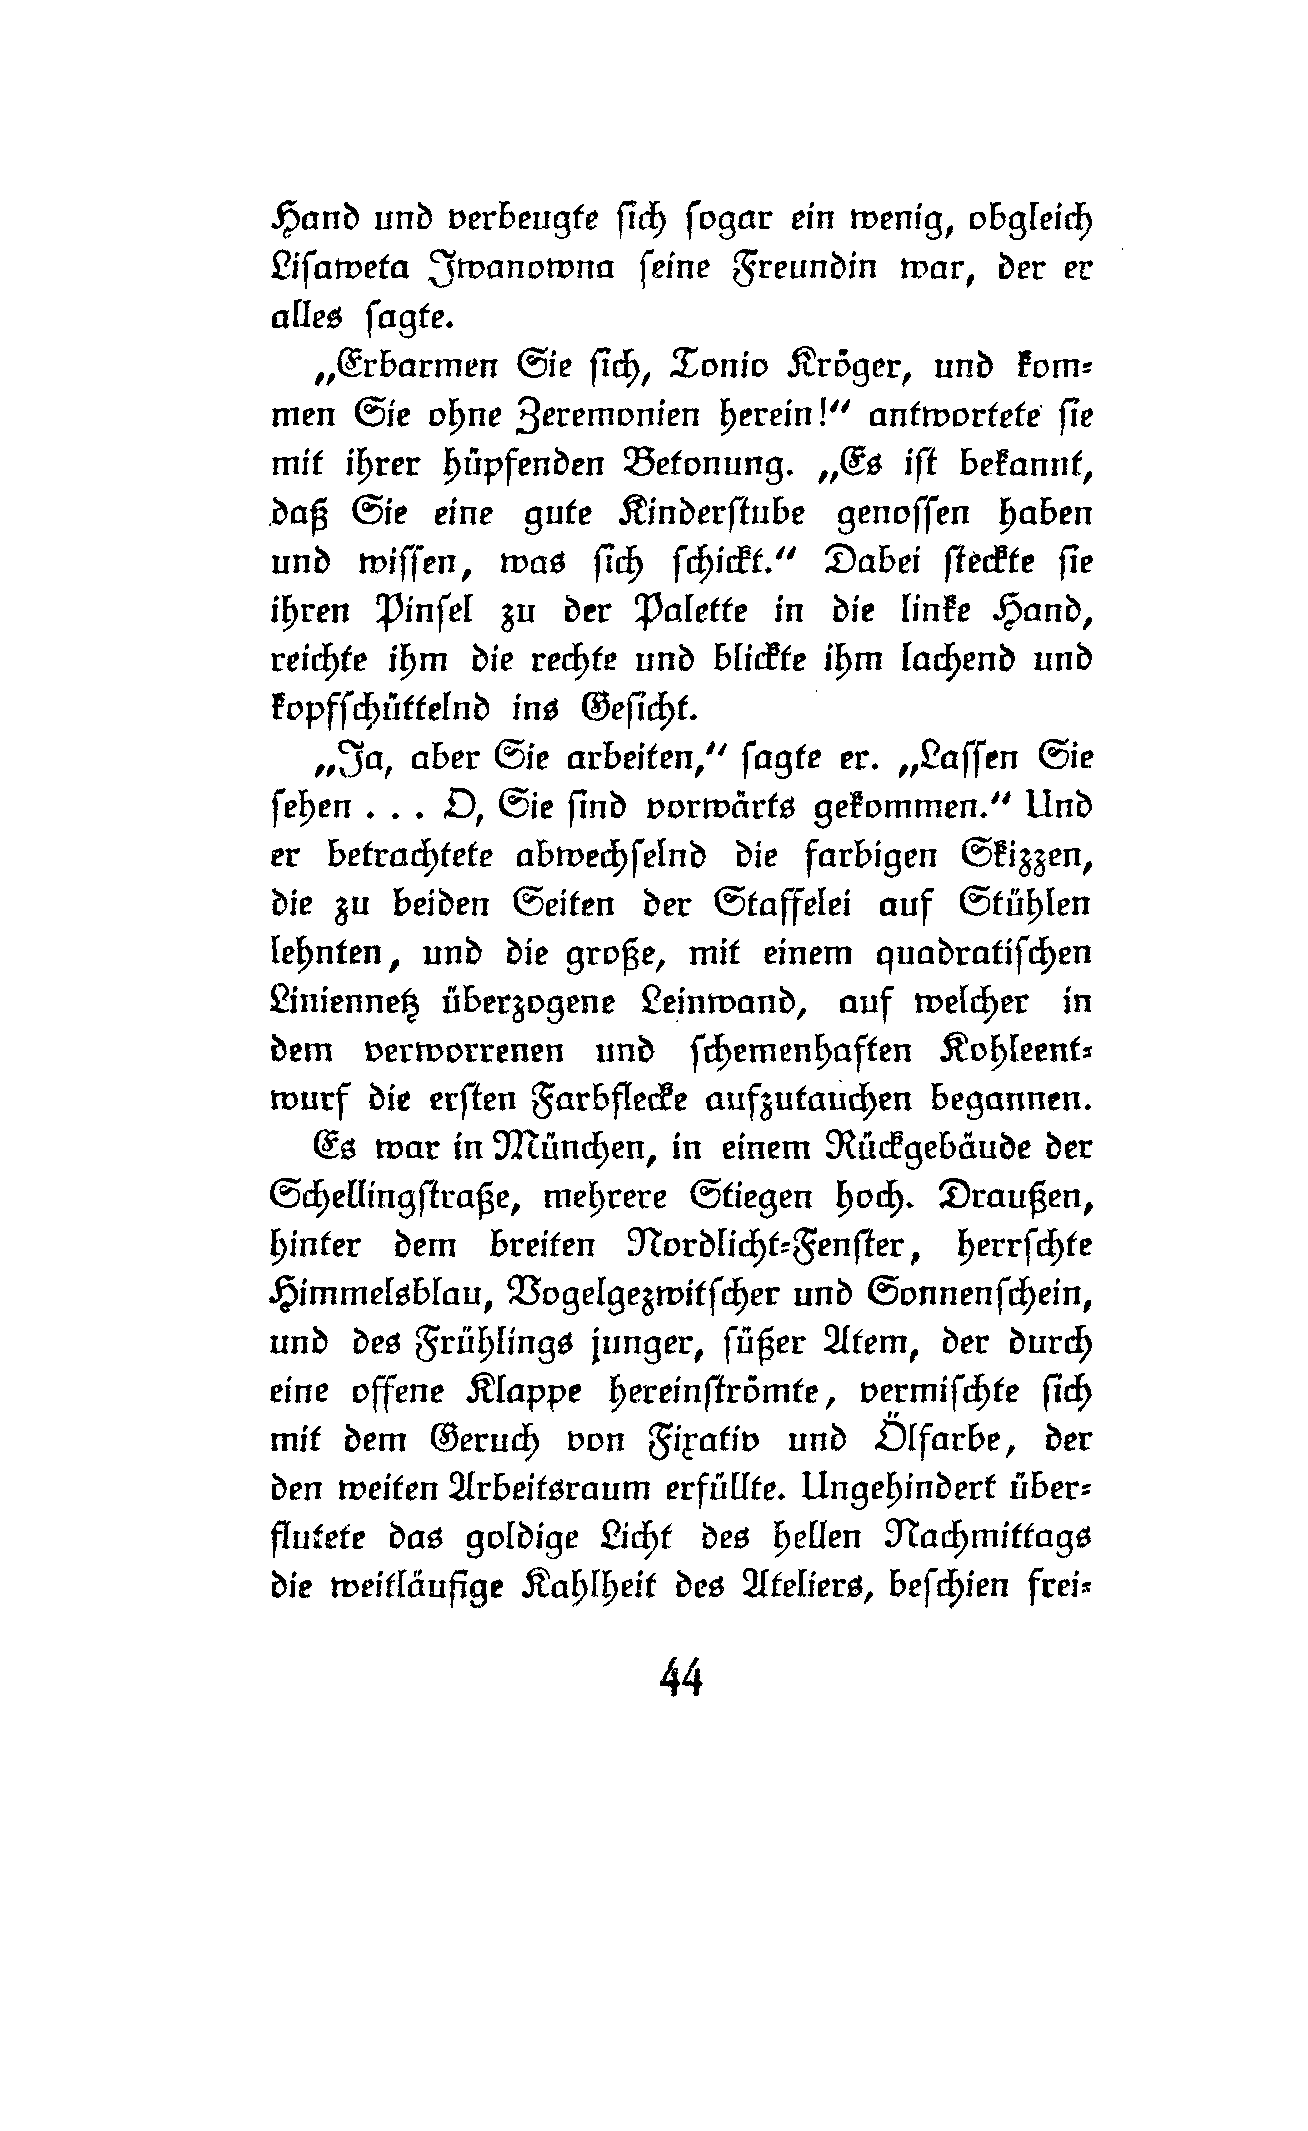 Hand und verbeugte ſich ſogar ein wenig, obgleich
Liſaweta Iwanowna ſeine Freundin war, der er
alles ſagte.
„Erbarmen Sie ſich, Tonio Kröger, und kom⸗
men Sie ohne Zeremonien herein!“ antwortete ſie
mit ihrer hüpfenden Betonung. „Es iſt bekannt,
daß Sie eine gute Kinderſtube genoſſen haben
und wiſſen, was ſich ſchickt.“ Dabei ſteckte ſie
ihren Pinſel zu der Palette in die linke Hand,
reichte ihm die rechte und blickte ihm lachend und
kopfſchüttelnd ins Geſicht.
„Ja, aber Sie arbeiten,“ ſagte er. „Laſſen Sie
ſehen . . . O, Sie ſind vorwärts gekommen.“ Und
er betrachtete abwechſelnd die farbigen Skizzen,
die zu beiden Seiten der Staffelei auf Stühlen
lehnten, und die große, mit einem quadratiſchen
Liniennetz überzogene Leinwand, auf welcher in
dem verworrenen und ſchemenhaften Kohleent⸗
wurf die erſten Farbflecke aufzutauchen begannen.
Es war in München, in einem Rückgebäude der
Schellingſtraße, mehrere Stiegen hoch. Draußen,
hinter dem breiten Nordlicht⸗Fenſter, herrſchte
Himmelsblau, Vogelgezwitſcher und Sonnenſchein,
und des Frühlings junger, ſüßer Atem, der durch
eine offene Klappe hereinſtrömte, vermiſchte ſich
mit dem Geruch von Fixativ und Ölfarbe, der
den weiten Arbeitsraum erfüllte. Ungehindert über⸗
flutete das goldige Licht des hellen Nachmittags
die weitläufige Kahlheit des Ateliers, beſchien frei⸗
44